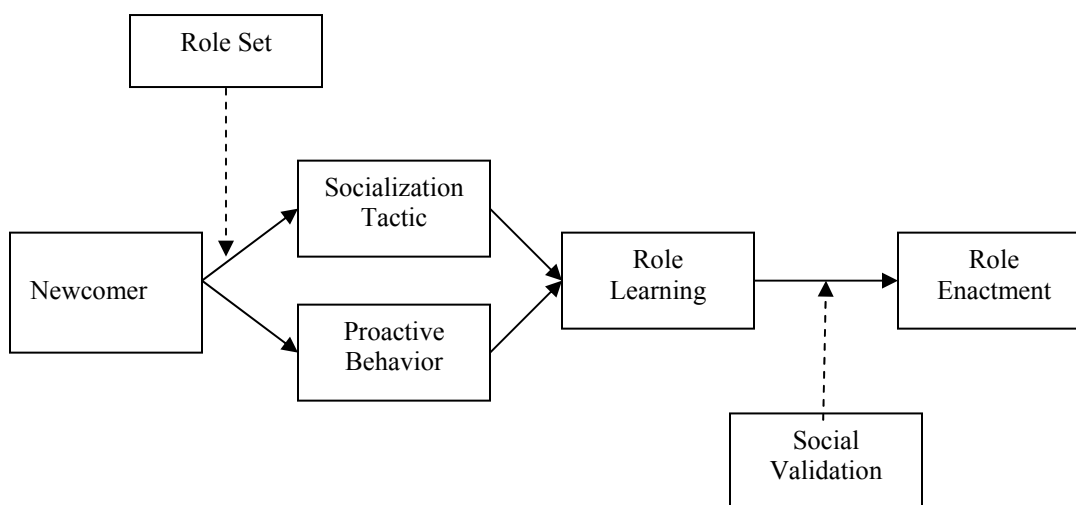 Role Set
Socialization
Tactic
Newcomer
Proactive
Behavior
Role
Learning
Role
Enactment
Social
Validation